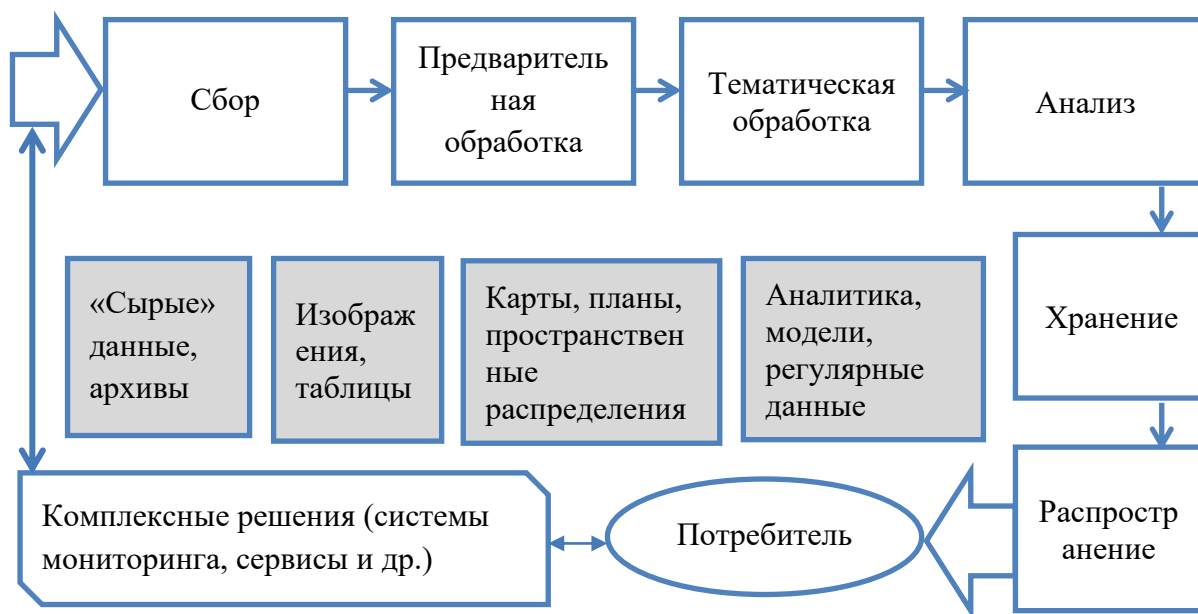 Сбор
Предваритель
ная
обработка
Тематическая
обработка
Анализ
«Сырые»
данные,
архивы
Изображ
ения,
таблицы
Карты, планы,
пространствен
ные
распределения
Аналитика,
модели,
регулярные
данные
Хранение
Комплексные решения (системы
мониторинга, сервисы и др.)
Потребитель
Распростр
анение